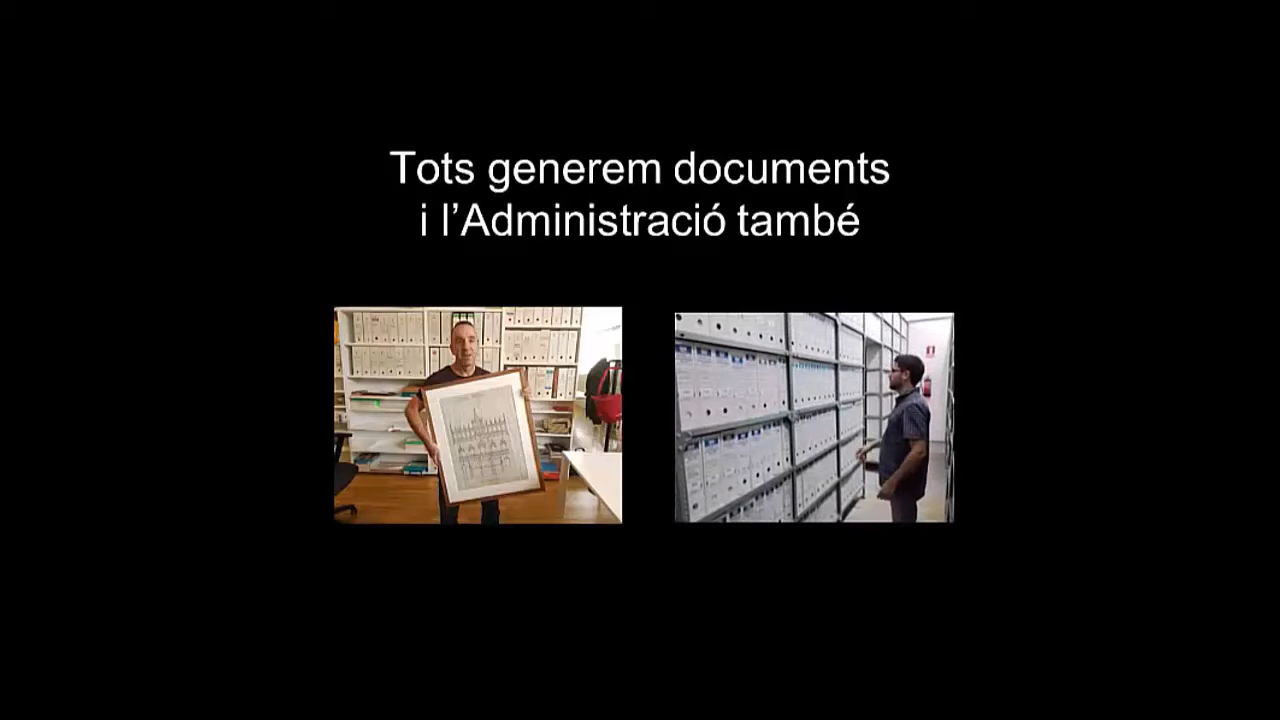 Tots generem documents
i l’Administració també